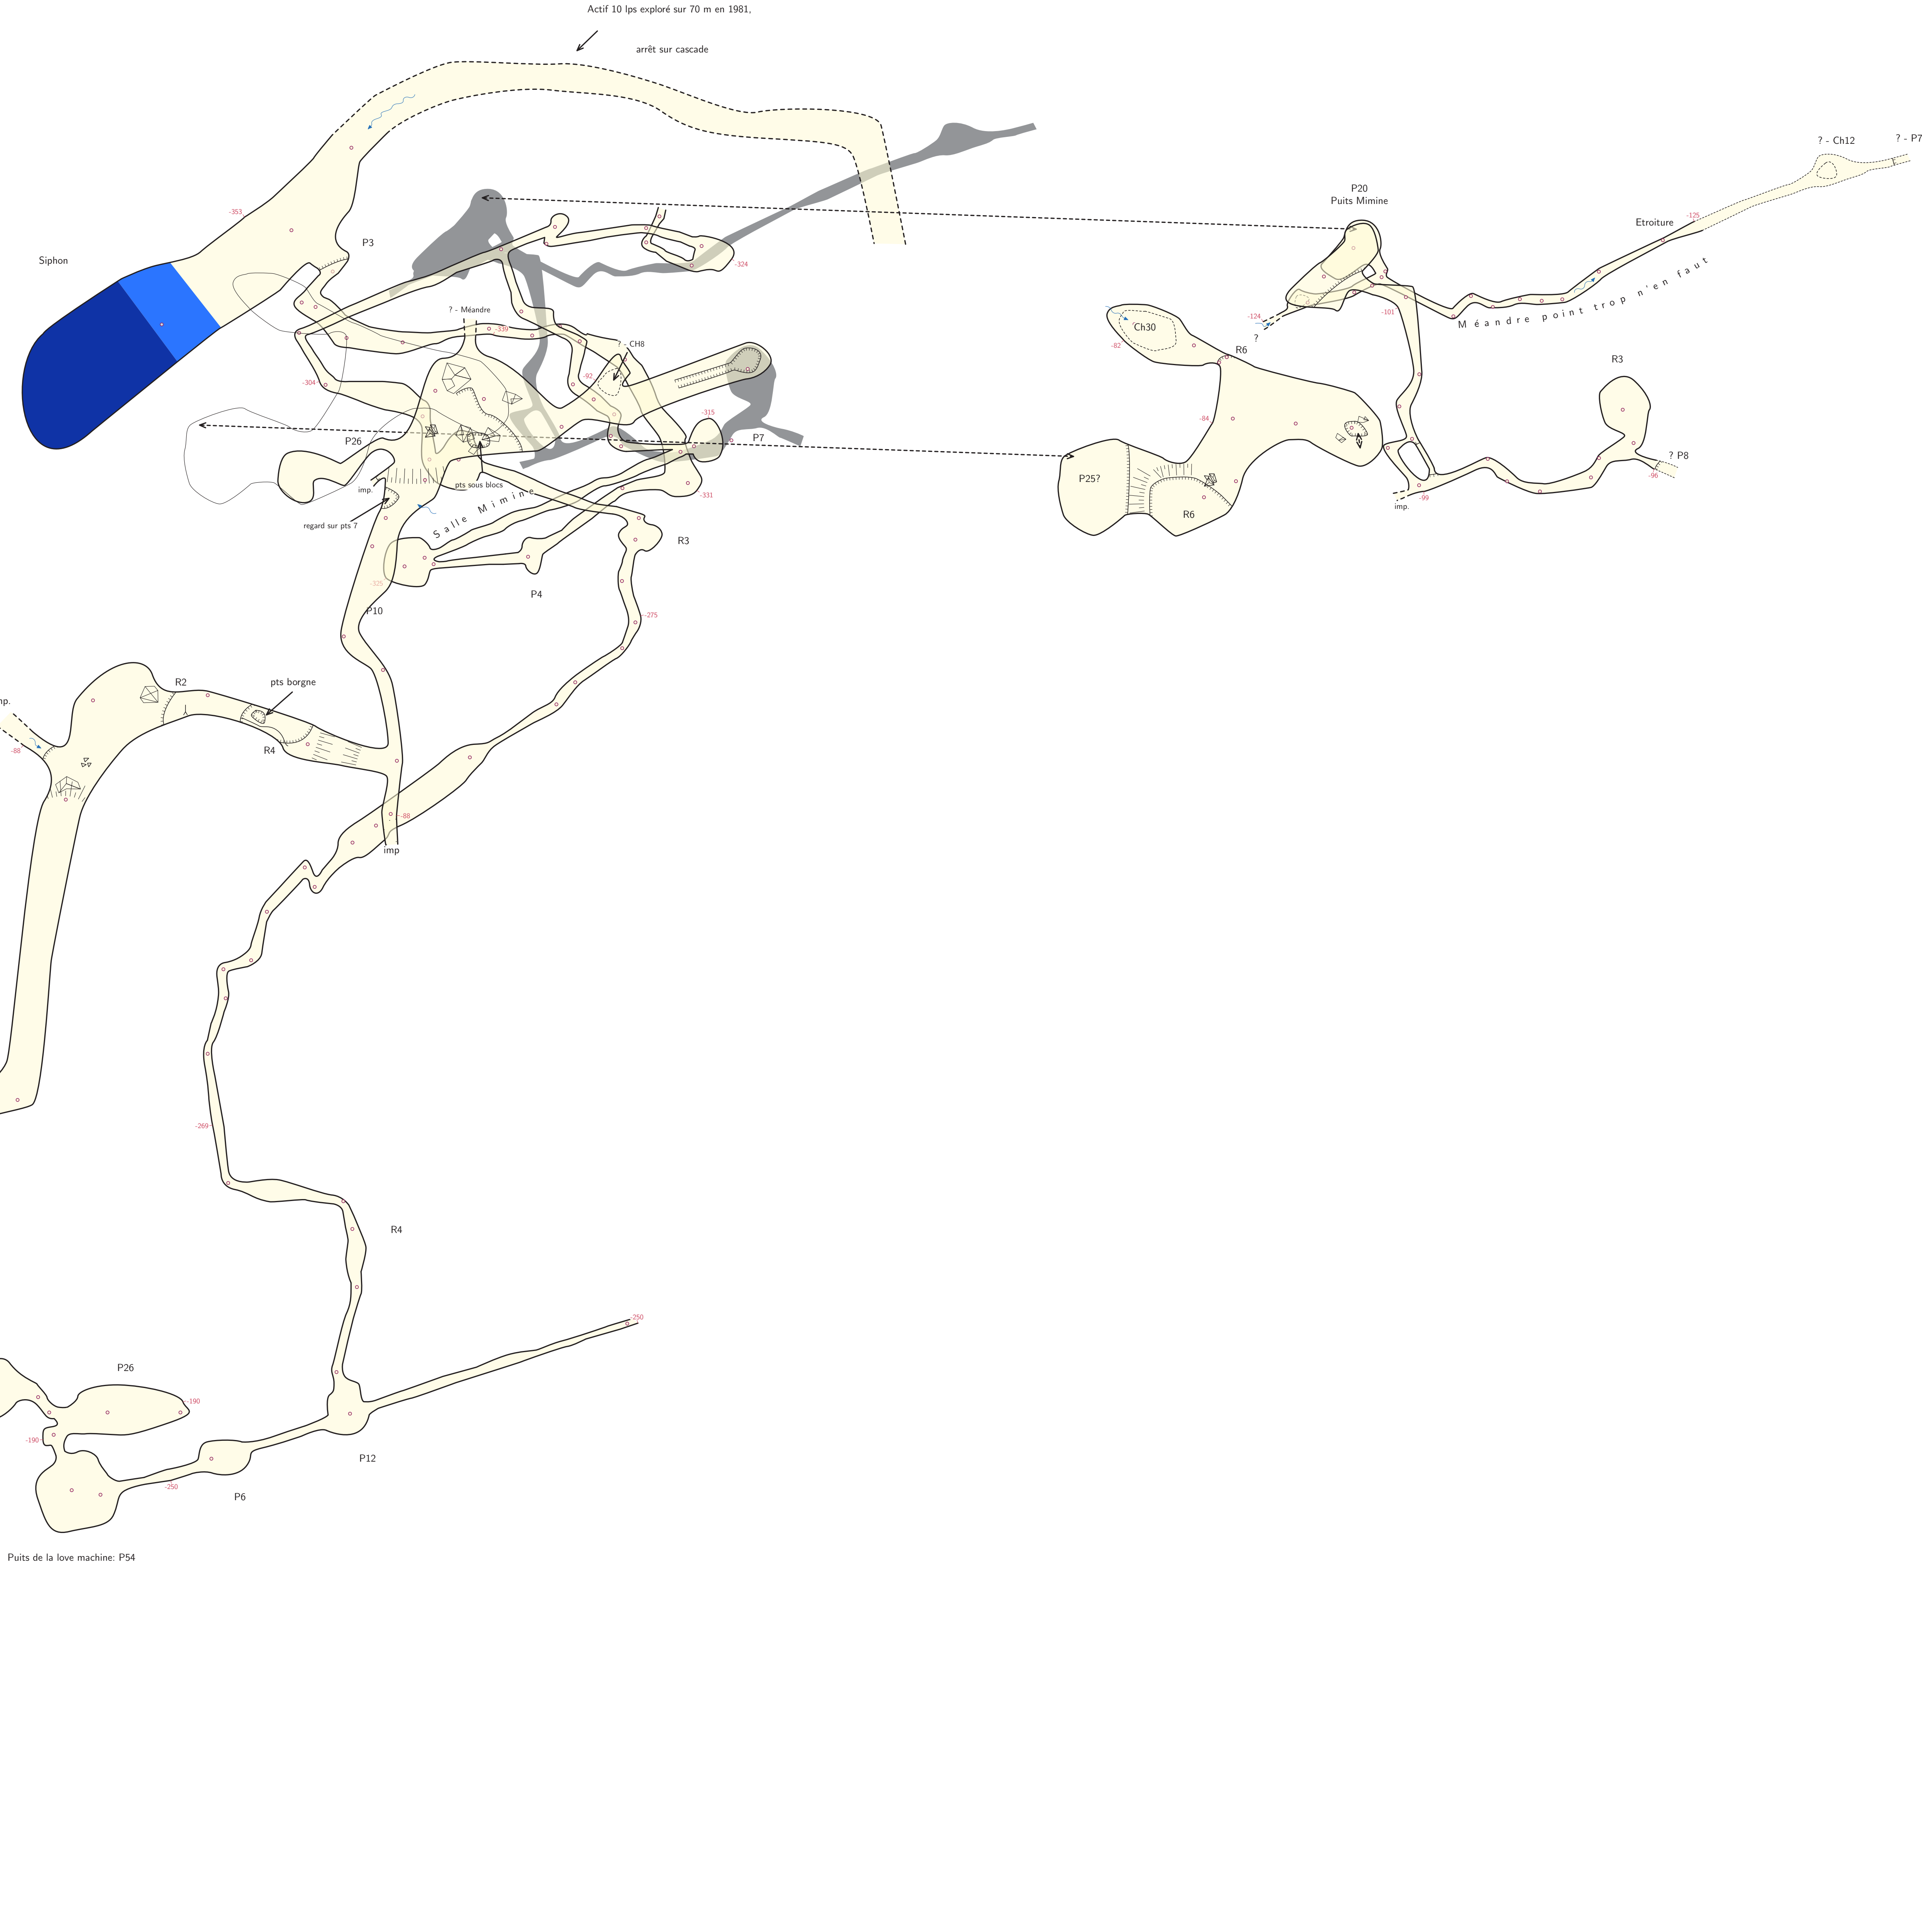 Actif 10 lps exploré sur 70 m en 1981,
arrêt sur cascade
? - Ch12
? - P7
P20
Puits Mimine
-125
-353
Etroiture
P3
Siphon
-324
? - Méandre
-124
?
-101
Méandre point trop n'en faut
-339
Ch30
-82
? - CH8
R6
R3
-304
-92
-315
-84
P26
P7
? P8
P25?
-96
imp.
pts sous blocs
-331
-99
imp.
R6
regard sur pts 7
Salle Mimine
R3
-325
P4
P10
-275
R2
pts borgne
mp.
-88
R4
-88
imp
-269
R4
-250
P26
-190
-190
P12
-250
P6
Puits de la love machine: P54